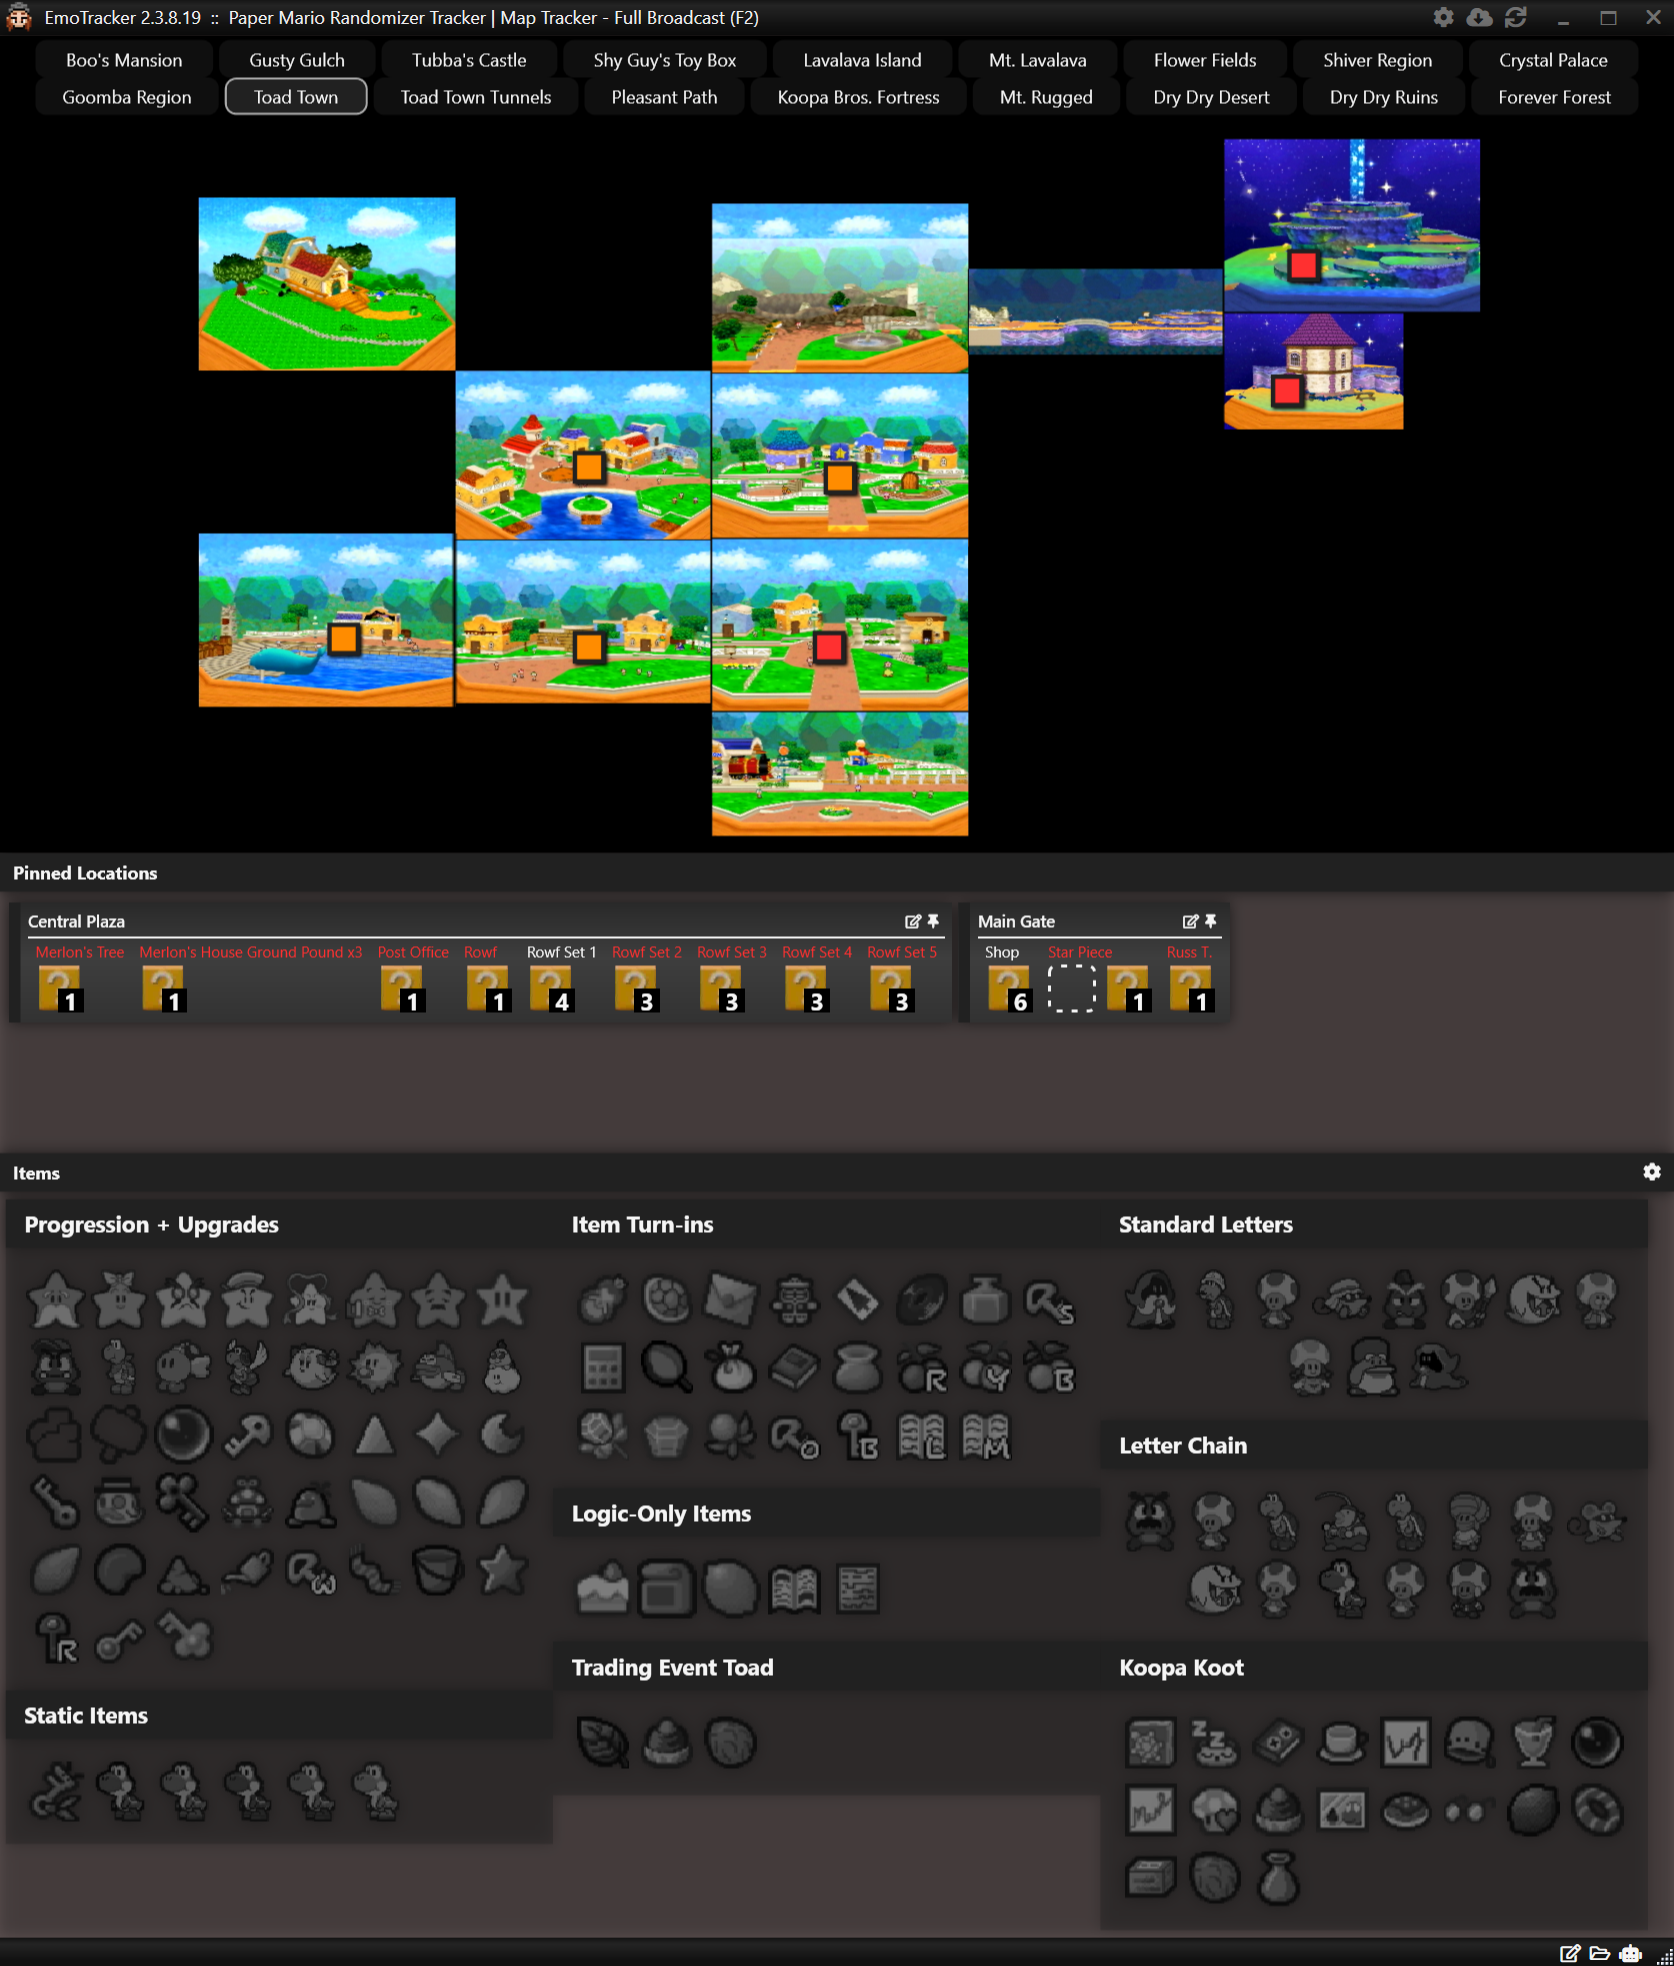 EmoTracker 2.3.8.19 :: Paper Mario Randomizer Tracker | Map Tracker - Full Broadcast (F2)
Boo's Mansion Gusty Gulch Tubba's Castle Shy Guy's Toy Box Lavalava Island Mt. Lavalava Flower Fields Shiver Region Crystal Palace
Goomba Region Toad Town Toad Town Tunnels Pleasant Path Koopa Bros. Fortress Mt. Rugged Dry Dry Desert Dry Dry Ruins Forever Forest
Pinned Locations
Central Plaza
Merlon's Tree Merlon's House Ground Pound x3 Post Office Rowf Rowf Set 1 Rowf Set 2 Rowf Set 3 Rowf Set 4 Rowf Set 5
1 1 1 1 4 3 3 3 3
Main Gate
Shop Star Piece Russ T.
6 1 1
Items
Progression + Upgrades
W
R
Static Items
Item Turn-ins
S
R Y B
O B L M
Logic-Only Items
Trading Event Toad
Standard Letters
Letter Chain
Koopa Koot
Z Z Z